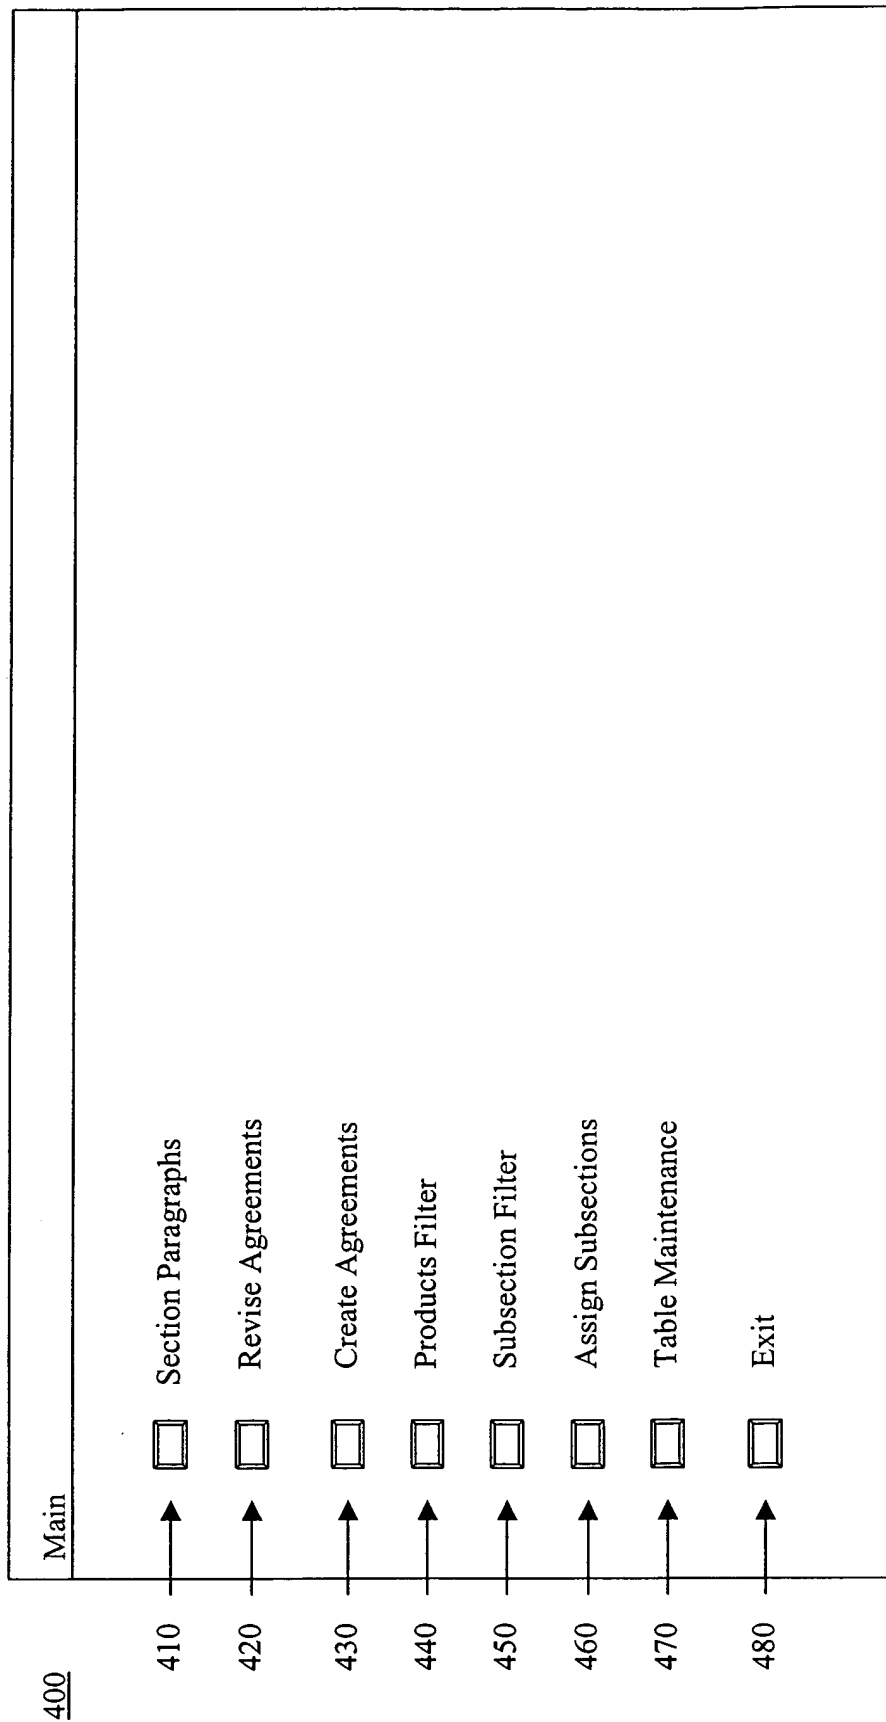 400
Main
410 Section Paragraphs
420 Revise Agreements
430 Create Agreements
440 Products Filter
450 Subsection Filter
460 Assign Subsections
470 Table Maintenance
480 Exit